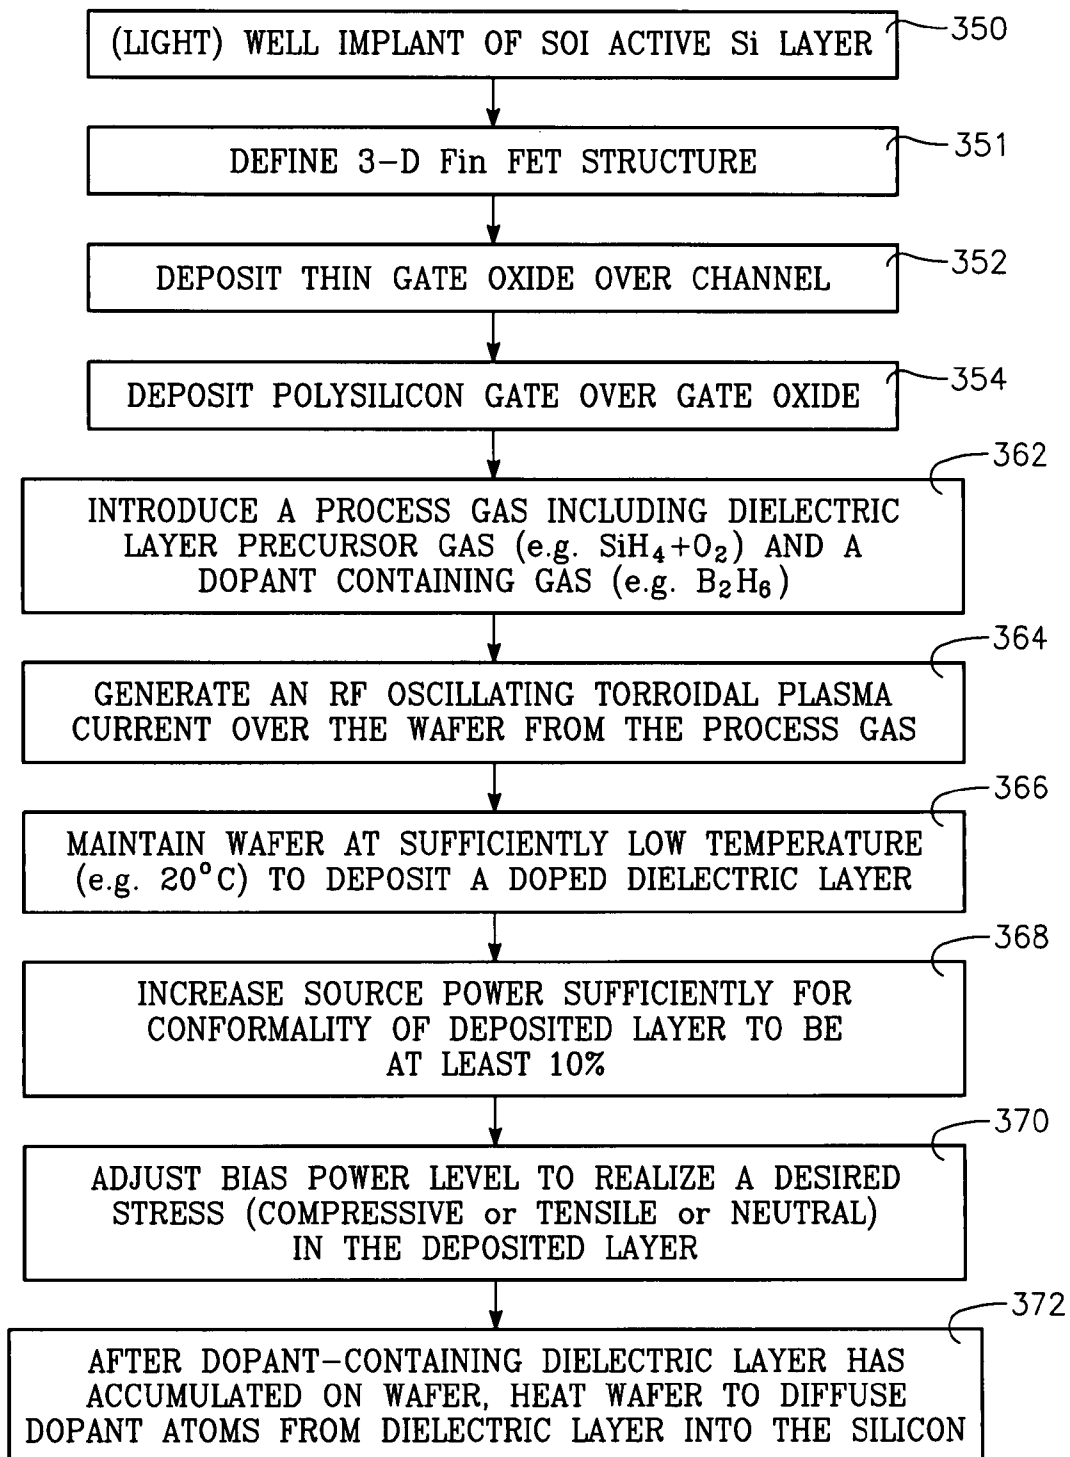 (LIGHT) WELL IMPLANT OF SOI ACTIVE Si LAYER
350
DEFINE 3-D Fin FET STRUCTURE
351
DEPOSIT THIN GATE OXIDE OVER CHANNEL
352
DEPOSIT POLYSILICON GATE OVER GATE OXIDE
354
362
INTRODUCE A PROCESS GAS INCLUDING DIELECTRIC
LAYER PRECURSOR GAS (e.g. SiH₄+O₂) AND A
DOPANT CONTAINING GAS (e.g. B₂H₆)
364
GENERATE AN RF OSCILLATING TORROIDAL PLASMA
CURRENT OVER THE WAFER FROM THE PROCESS GAS
366
MAINTAIN WAFER AT SUFFICIENTLY LOW TEMPERATURE
(e.g. 20°C) TO DEPOSIT A DOPED DIELECTRIC LAYER
368
INCREASE SOURCE POWER SUFFICIENTLY FOR
CONFORMALITY OF DEPOSITED LAYER TO BE
AT LEAST 10%
370
ADJUST BIAS POWER LEVEL TO REALIZE A DESIRED
STRESS (COMPRESSIVE or TENSILE or NEUTRAL)
IN THE DEPOSITED LAYER
372
AFTER DOPANT-CONTAINING DIELECTRIC LAYER HAS
ACCUMULATED ON WAFER, HEAT WAFER TO DIFFUSE
DOPANT ATOMS FROM DIELECTRIC LAYER INTO THE SILICON